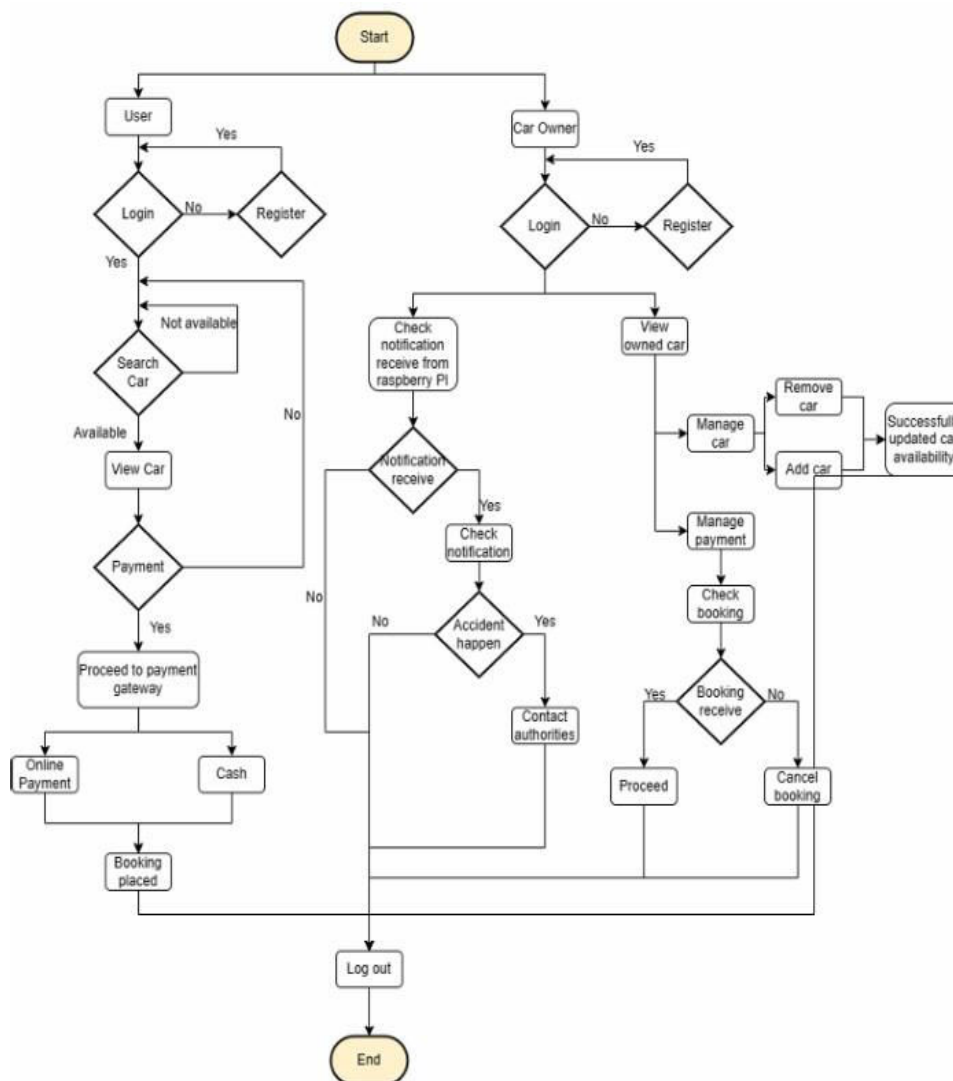 Start
User
Car Owner
Yes
Yes
Login
No
Register
Login
No
Register
Yes
Not available
Search
Car
No
Available
View Car
Payment
Yes
Proceed to payment
gateway
Online
Payment
Cash
Booking
placed
Check
notification
receive from
raspberry PI
Notification
receive
Yes
No
Check
notification
Accident
happen
No
Yes
Contact
authorities
View
owned car
Manage
car
Remove
car
Add car
updated
availability
Manage
payment
Check
booking
Booking
receive
Yes
No
Proceed
Cancel
booking
Log out
End